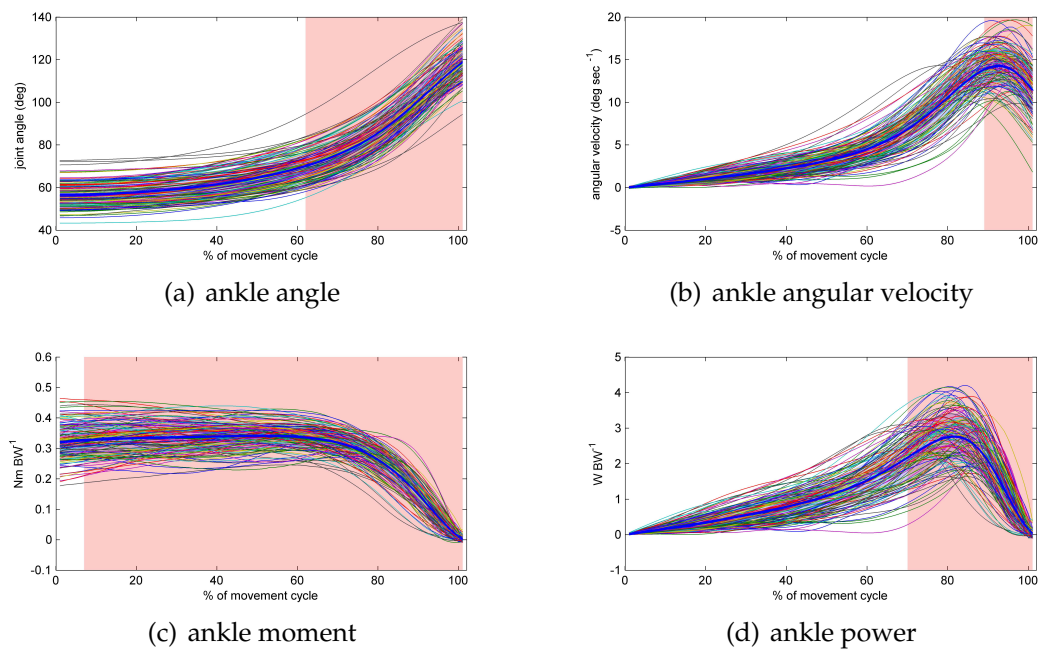 140
120
100
80
60
40
joint angle (deg)
0 20 40 60 80 100
% of movement cycle
(a) ankle angle
20
15
10
5
0
-5
angular velocity (deg sec -1)
0 20 40 60 80 100
% of movement cycle
(b) ankle angular velocity
0.6
0.5
0.4
0.3
0.2
0.1
0
-0.1
Nm BW-1
0 20 40 60 80 100
% of movement cycle
(c) ankle moment
5
4
3
2
1
0
-1
W BW-1
0 20 40 60 80 100
% of movement cycle
(d) ankle power